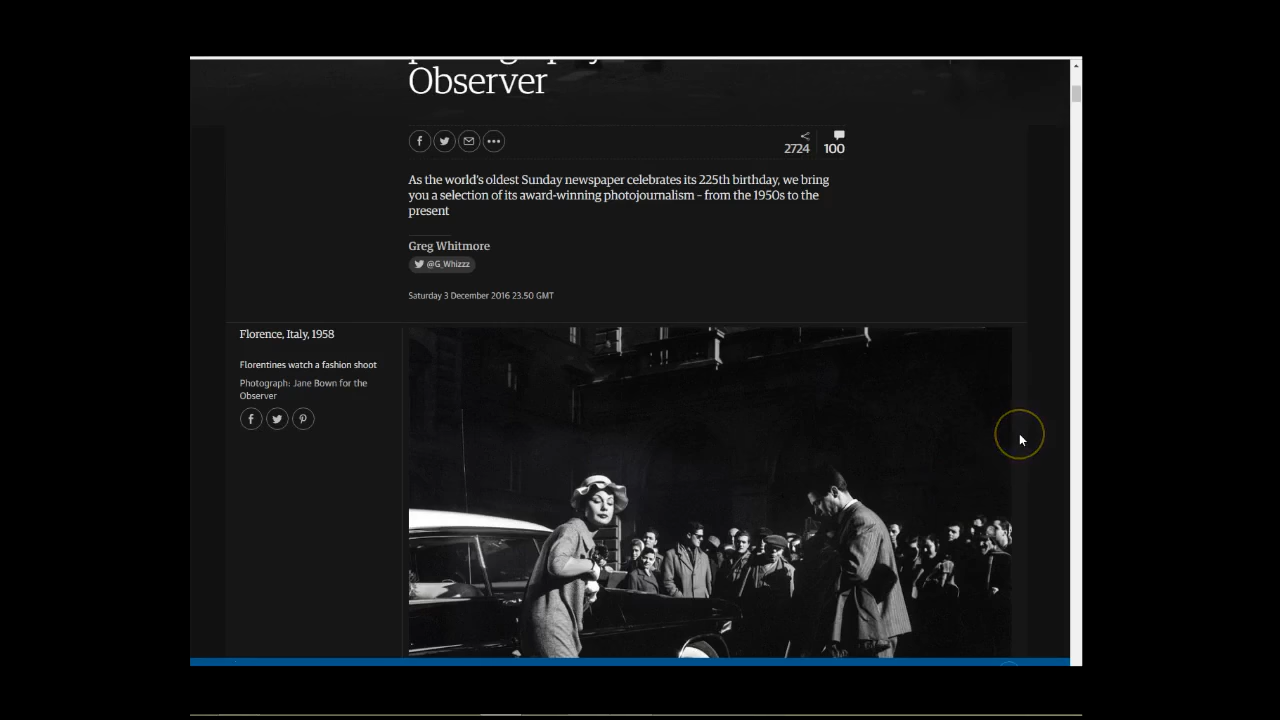 Observer
2724
100
As the world's oldest Sunday newspaper celebrates its 225th birthday, we bring
you a selection of its award-winning photojournalism – from the 1950s to the
present
Greg Whitmore
@G_Whizzz
Saturday 3 December 2016 23.50 GMT
Florence, Italy, 1958
Florentines watch a fashion shoot
Photograph: Jane Bown for the
Observer